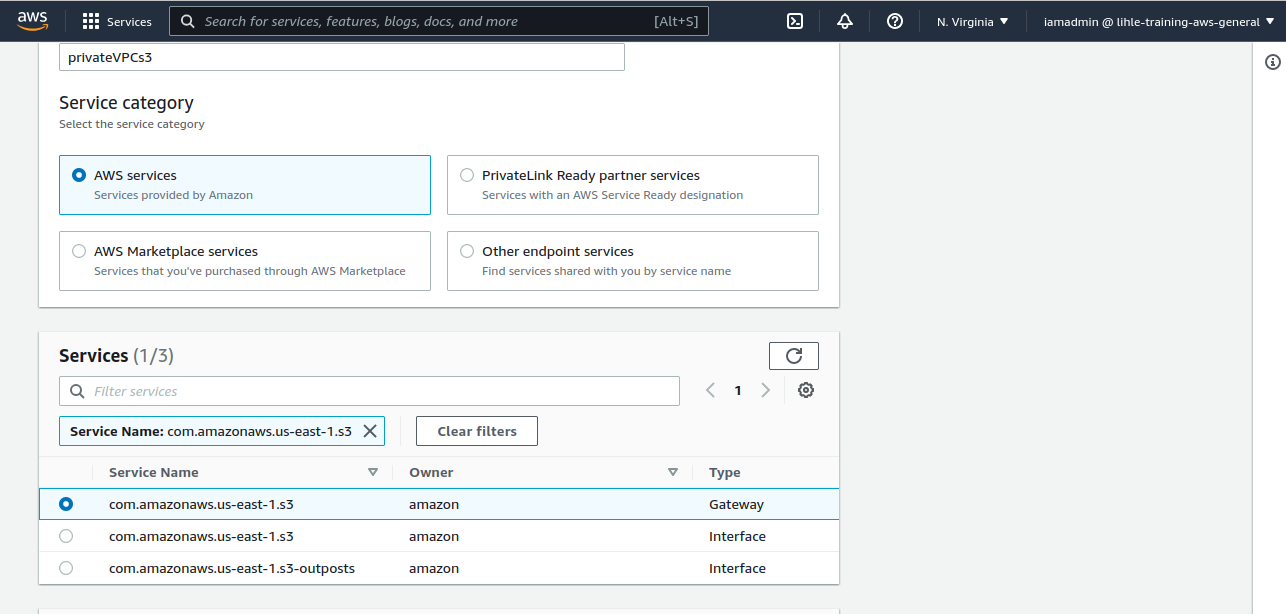 aws Services Search for services, features, blogs, docs, and more [Alt+S] N. Virginia iamadmin @ lihle-training-aws-general
privateVPCs3
Service category
Select the service category
AWS services
Services provided by Amazon
PrivateLink Ready partner services
Services with an AWS Service Ready designation
AWS Marketplace services
Services that you've purchased through AWS Marketplace
Other endpoint services
Find services shared with you by service name
Services (1/3)
Filter services
1
Service Name: com.amazonaws.us-east-1.s3
Clear filters
Service Name Owner Type
com.amazonaws.us-east-1.s3 amazon Gateway
com.amazonaws.us-east-1.s3 amazon Interface
com.amazonaws.us-east-1.s3-outposts amazon Interface